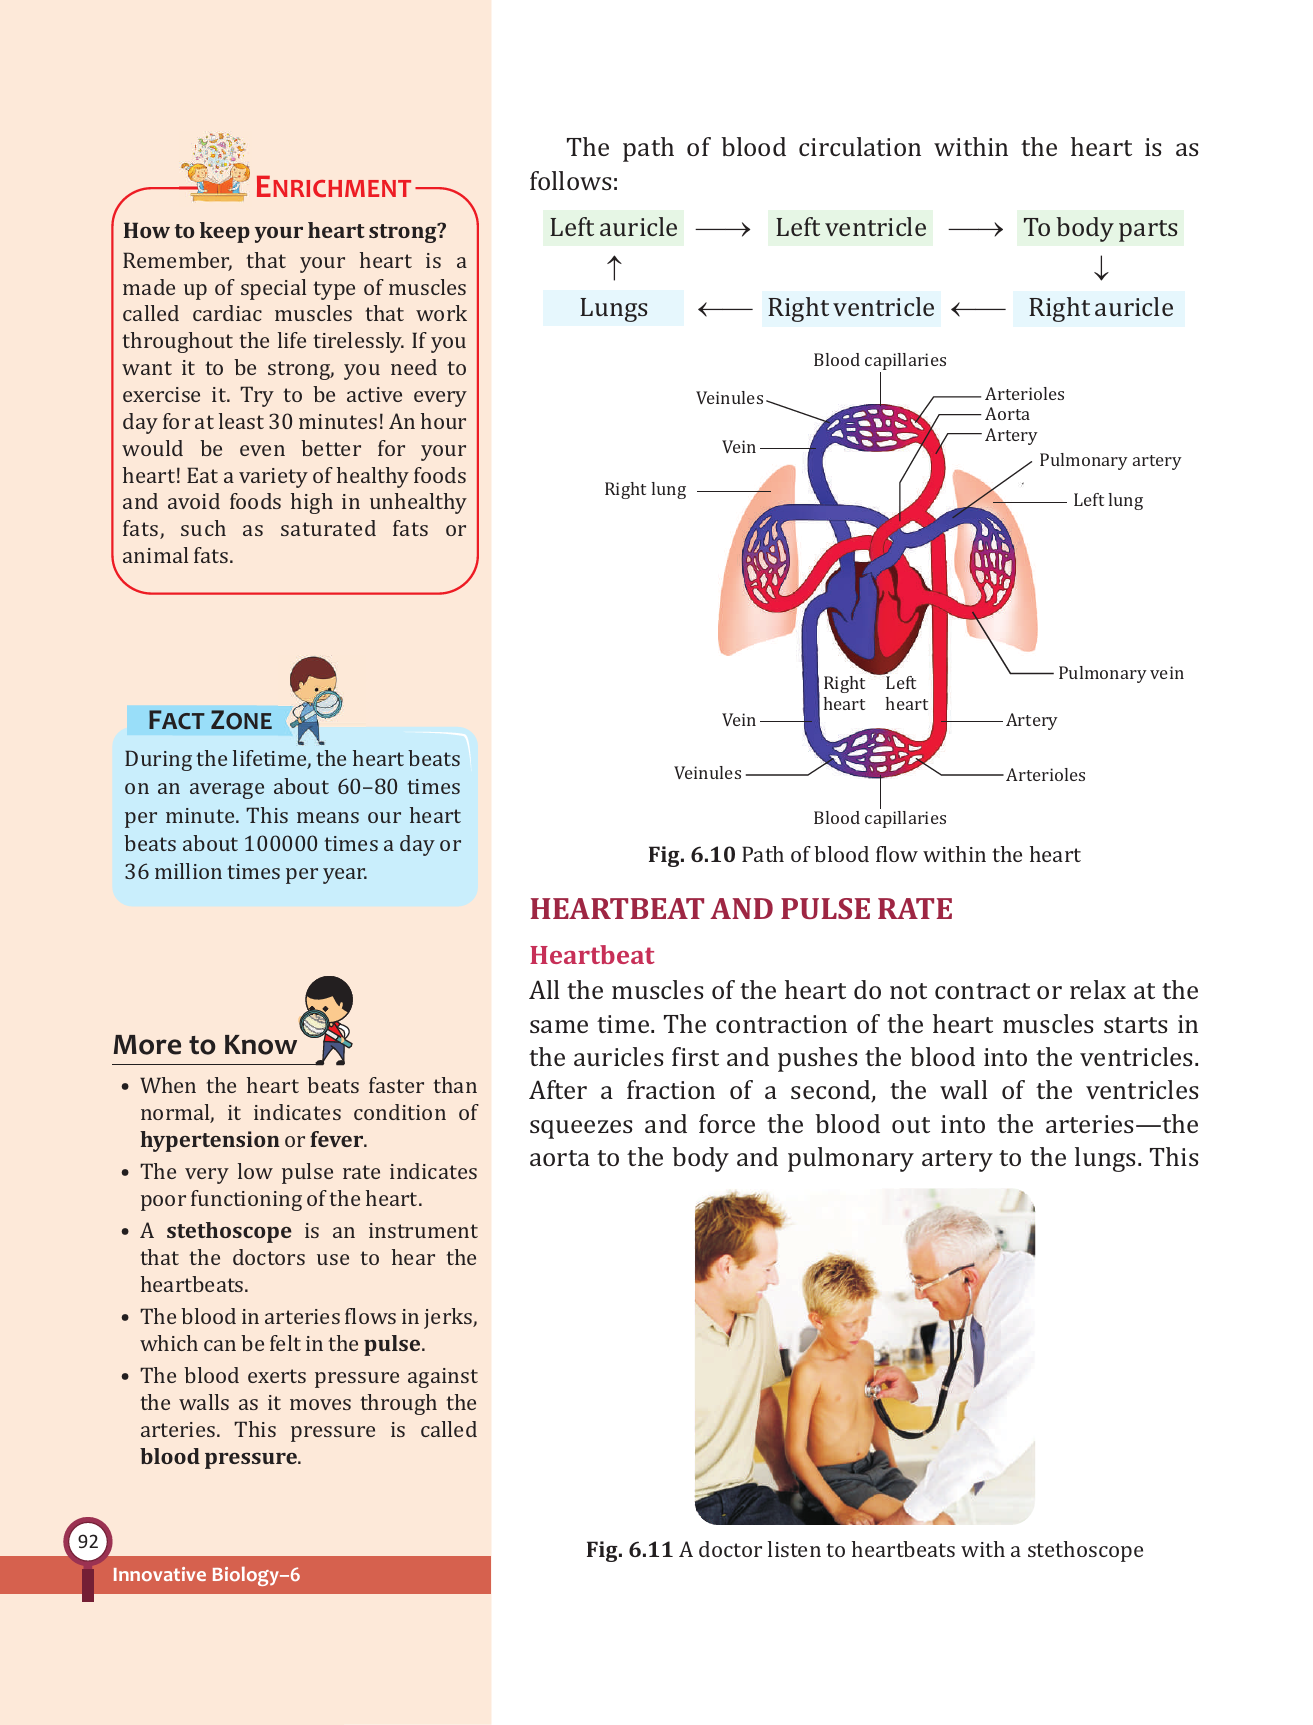 ENRICHMENT
How to keep your heart strong?
Remember, that your heart is a
made up of special type of muscles
called cardiac muscles that work
throughout the life tirelessly. If you
want it to be strong, you need to
exercise it. Try to be active every
day for at least 30 minutes! An hour
would be even better for your
heart! Eat a variety of healthy foods
and avoid foods high in unhealthy
fats, such as saturated fats or
animal fats.
FACT ZONE
During the lifetime, the heart beats
on an average about 60–80 times
per minute. This means our heart
beats about 100000 times a day or
36 million times per year.
More to Know
• When the heart beats faster than
normal, it indicates condition of
hypertension or fever.
• The very low pulse rate indicates
poor functioning of the heart.
• A stethoscope is an instrument
that the doctors use to hear the
heartbeats.
• The blood in arteries flows in jerks,
which can be felt in the pulse.
• The blood exerts pressure against
the walls as it moves through the
arteries. This pressure is called
blood pressure.
92
Innovative Biology–6
The path of blood circulation within the heart is as
follows:
Left auricle → Left ventricle → To body parts
↑ ↓
Lungs ← Right ventricle ← Right auricle
Blood capillaries
Veinules
Arterioles
Aorta
Artery
Vein
Pulmonary artery
Right lung
Left lung
Pulmonary vein
Right
heart
Left
heart
Vein
Artery
Veinules
Arterioles
Blood capillaries
Fig. 6.10 Path of blood flow within the heart
HEARTBEAT AND PULSE RATE
Heartbeat
All the muscles of the heart do not contract or relax at the
same time. The contraction of the heart muscles starts in
the auricles first and pushes the blood into the ventricles.
After a fraction of a second, the wall of the ventricles
squeezes and force the blood out into the arteries—the
aorta to the body and pulmonary artery to the lungs. This
Fig. 6.11 A doctor listen to heartbeats with a stethoscope